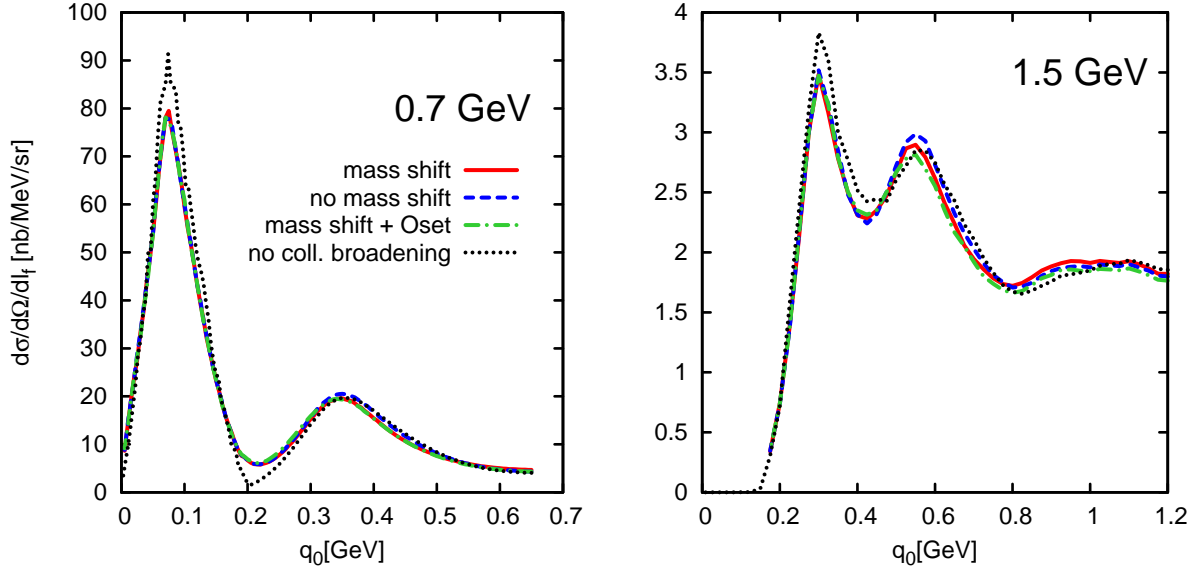 dσ/dΩ/dl_f [nb/MeV/sr]
100
90
80
70
60
50
40
30
20
10
0
0 0.1 0.2 0.3 0.4 0.5 0.6 0.7
q_0[GeV]
0.7 GeV
mass shift
no mass shift
mass shift + Oset
no coll. broadening
4
3.5
3
2.5
2
1.5
1
0.5
0
0 0.2 0.4 0.6 0.8 1 1.2
q_0[GeV]
1.5 GeV